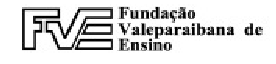 FVE
Fundação
Valeparaibana de
Ensino